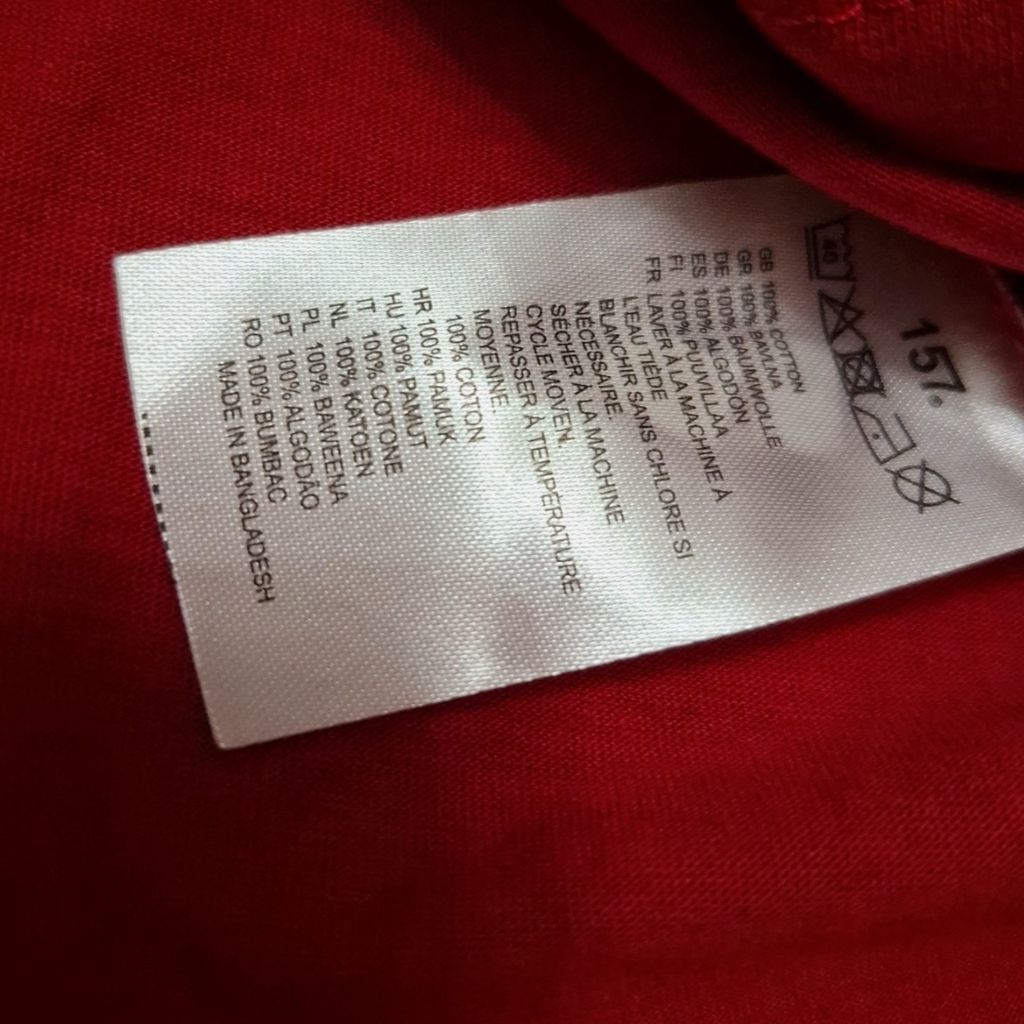 157.
40
GB 100% COTTON
GR 100% BAVLNA
DE 100% BAUMWOLLE
ES 100% ALGODÓN
FI 100% PUUVILLAA
FR LAVER À LA MACHINE À
L'EAU TIÈDE
BLANCHIR SANS CHLORE SI
NÉCESSAIRE.
SÉCHER À LA MACHINE
CYCLE MOYEN.
REPASSER À TEMPÉRATURE
MOYENNE.
100% COTON
HR 100% PAMUK
HU 100% PAMUT
IT 100% COTONE
NL 100% KATOEN
PL 100% BAWEENA
PT 100% ALGODÃO
RO 100% BUMBAC
MADE IN BANGLADESH